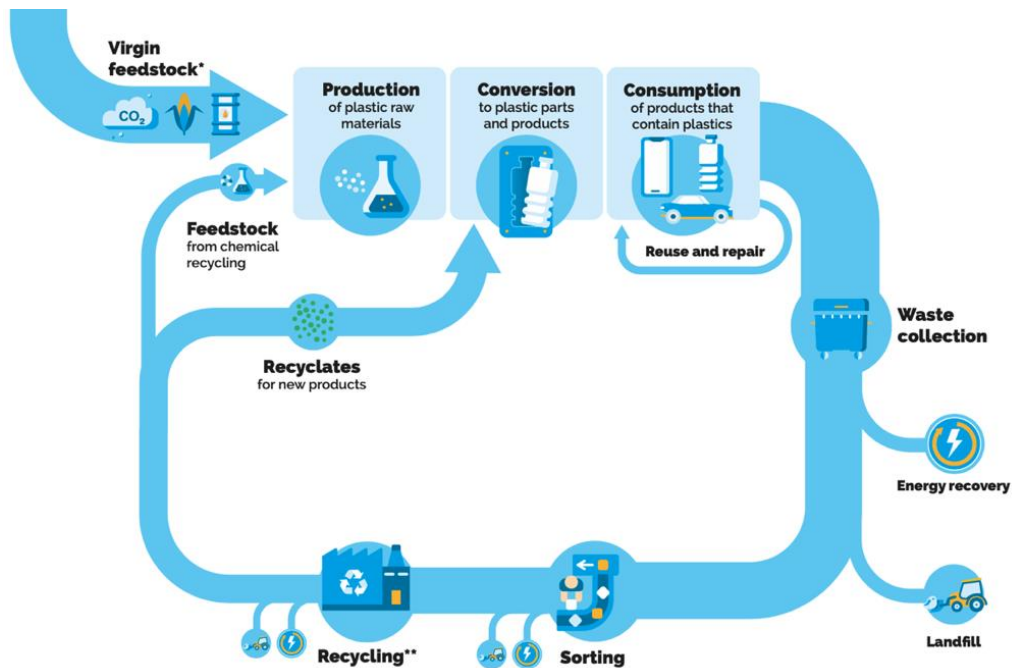 Virgin
feedstock*
CO₂
Production
of plastic raw
materials
Conversion
to plastic parts
and products
Consumption
of products that
contain plastics
Feedstock
from chemical
recycling
Reuse and repair
Waste
collection
Recyclates
for new products
Energy recovery
Recycling**
Sorting
Landfill